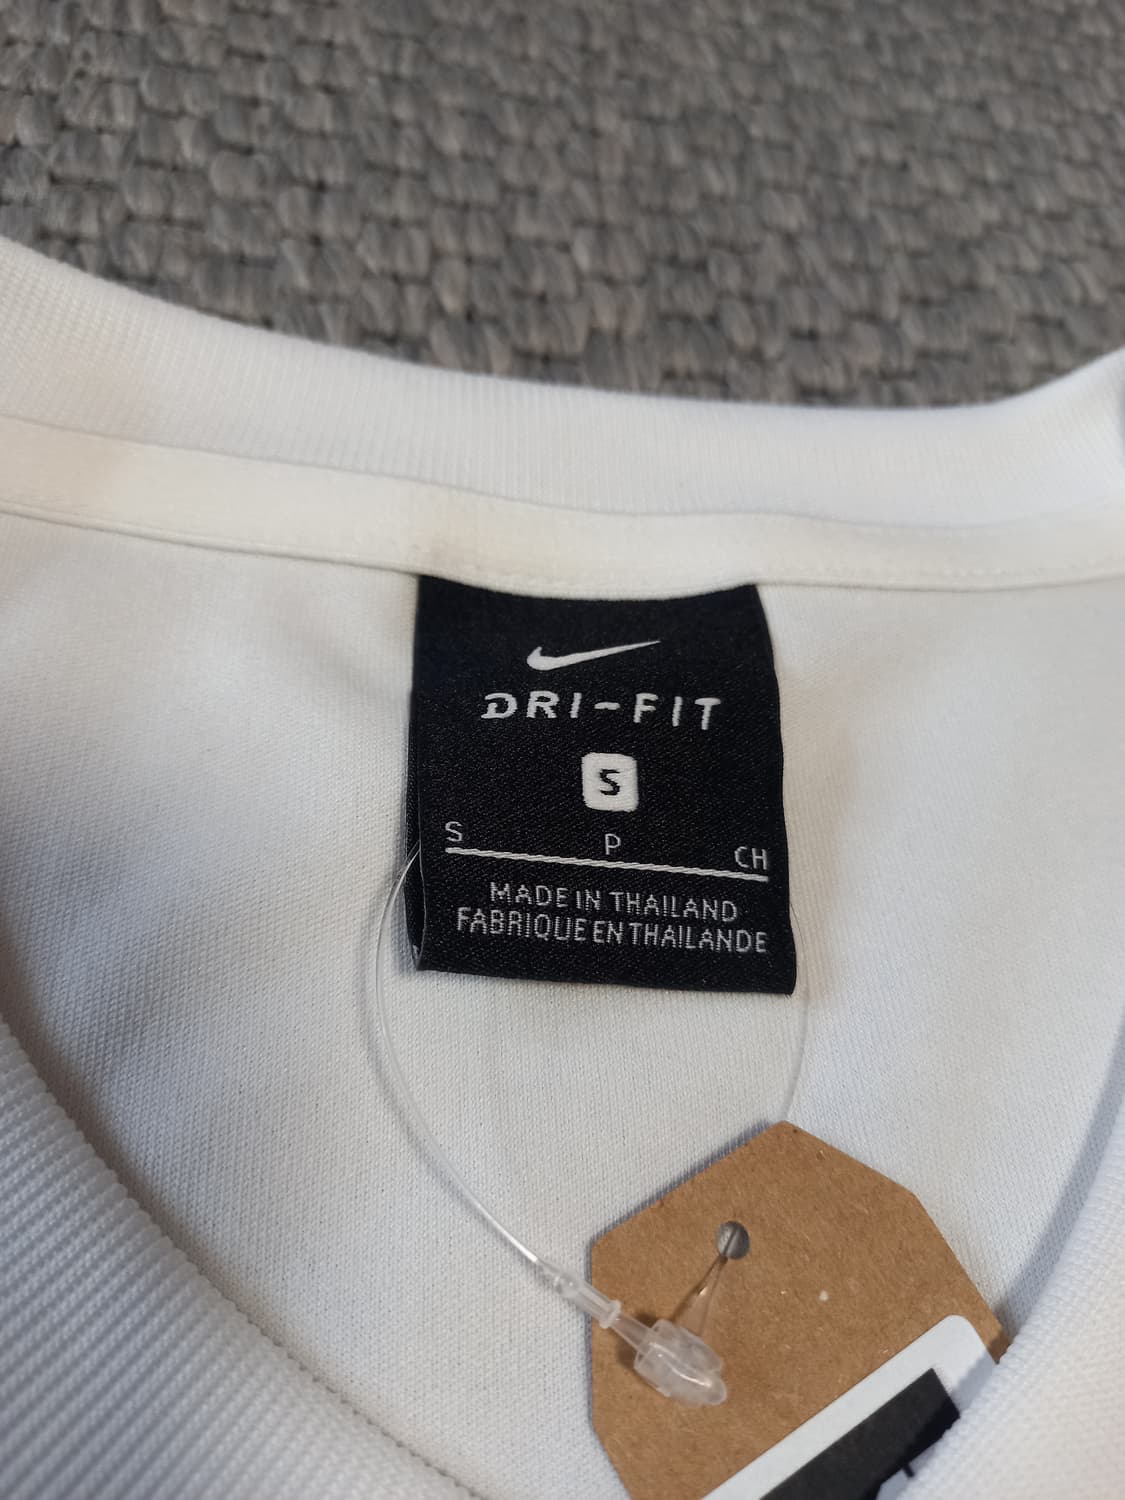 DRI-FIT
S
S P CH
MADE IN THAILAND
FABRIQUE EN THAILANDE